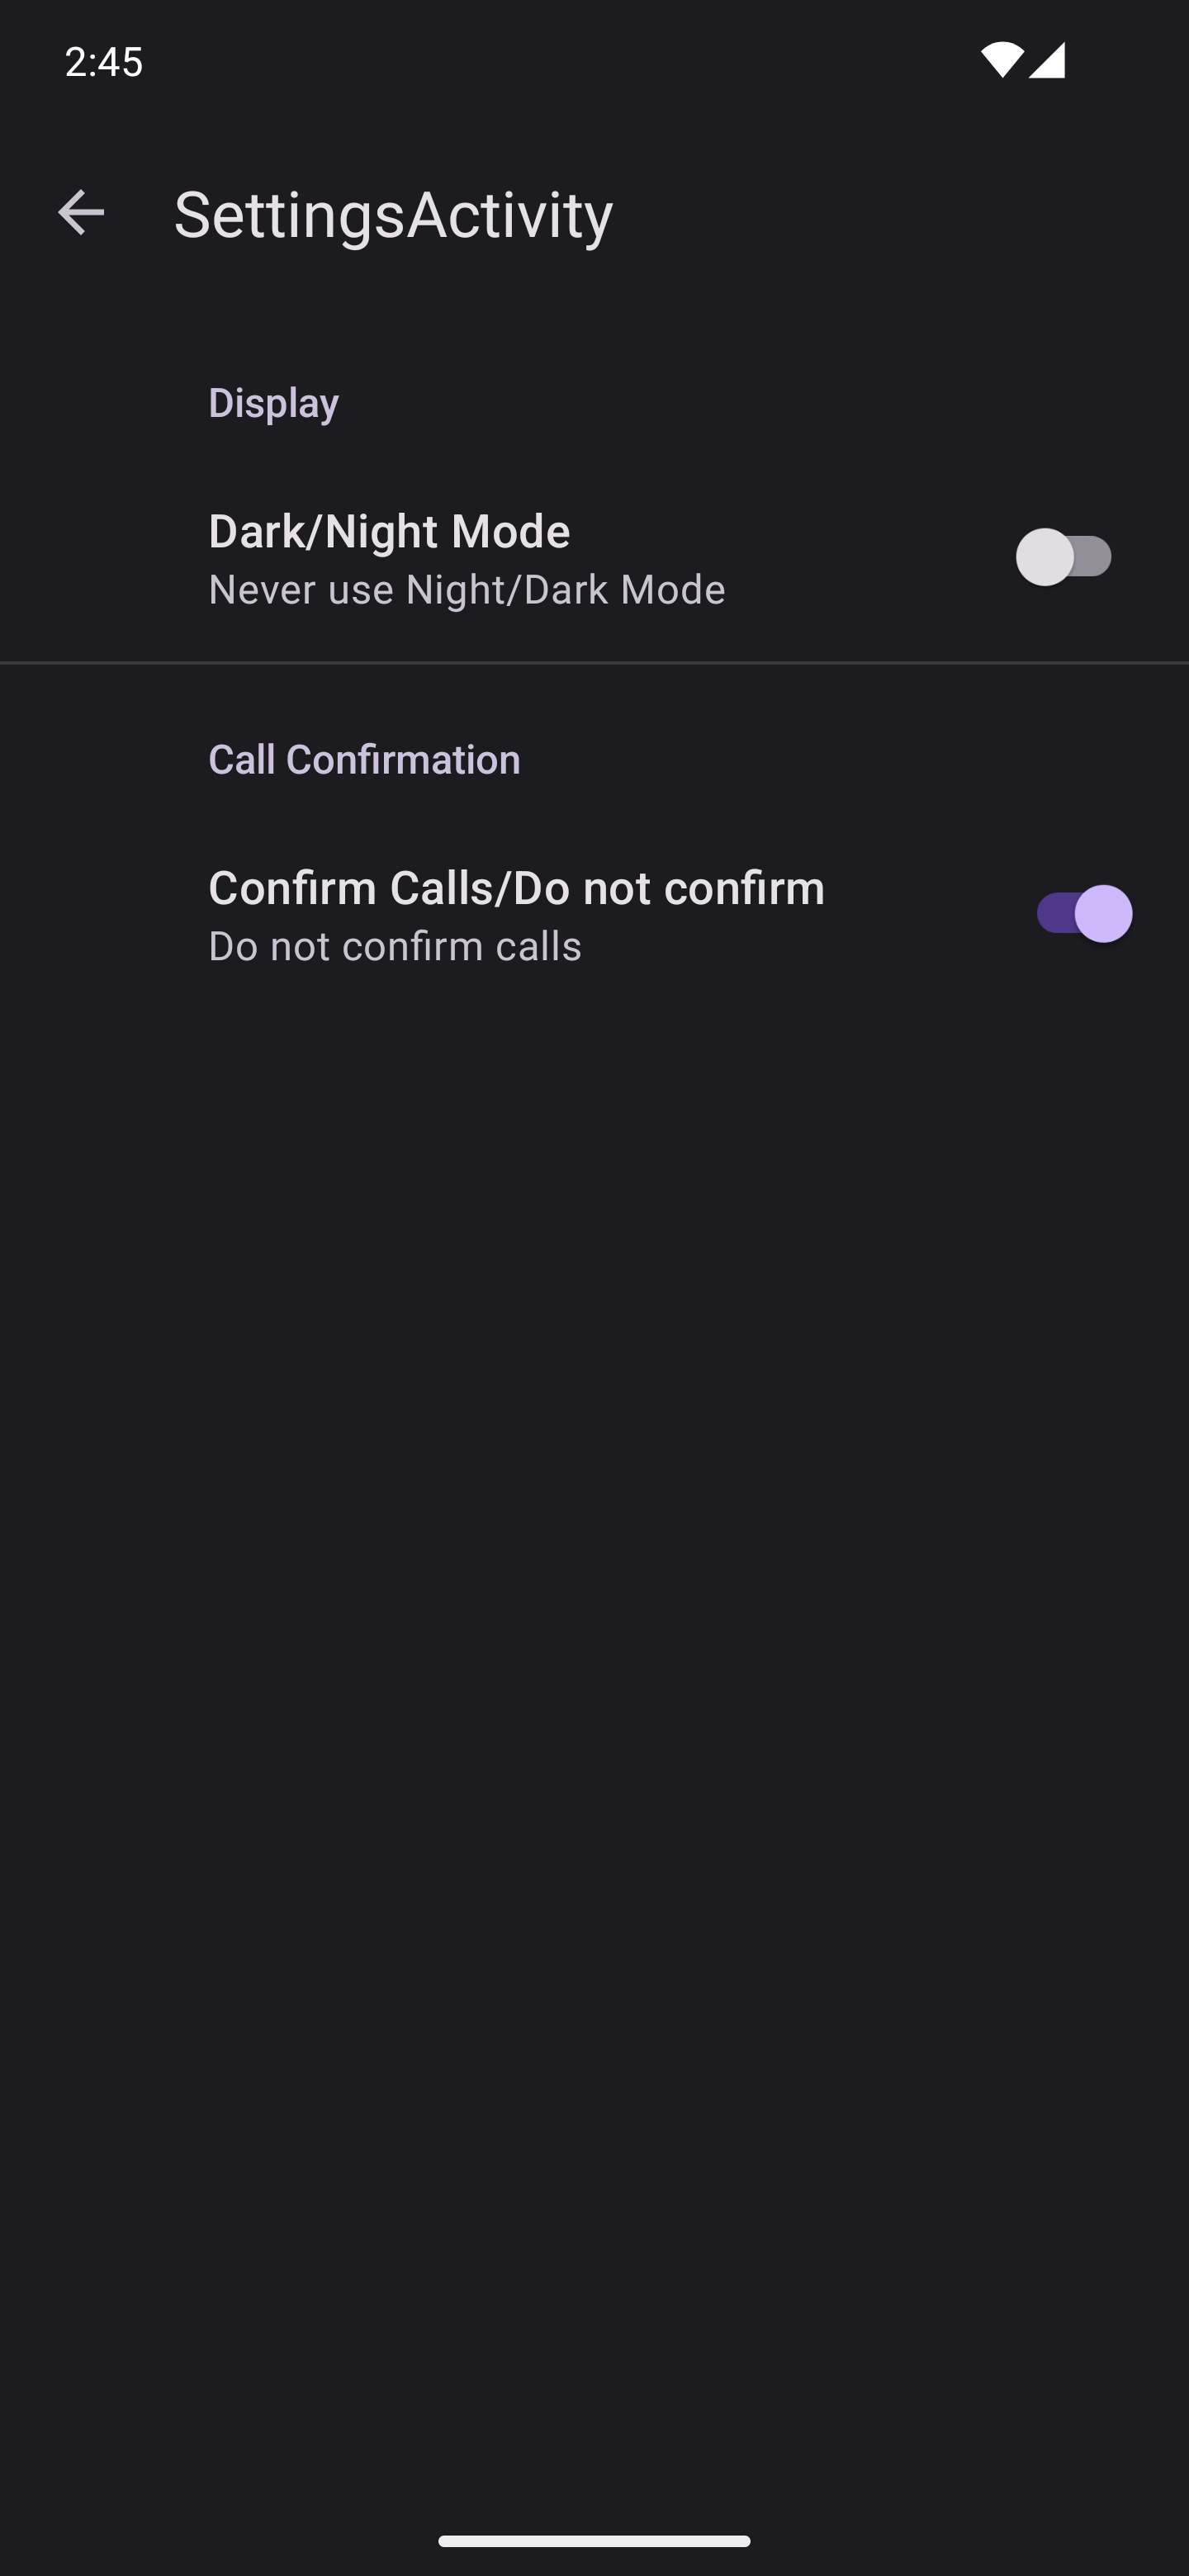 2:45
SettingsActivity
Display
Dark/Night Mode
Never use Night/Dark Mode
Call Confirmation
Confirm Calls/Do not confirm
Do not confirm calls